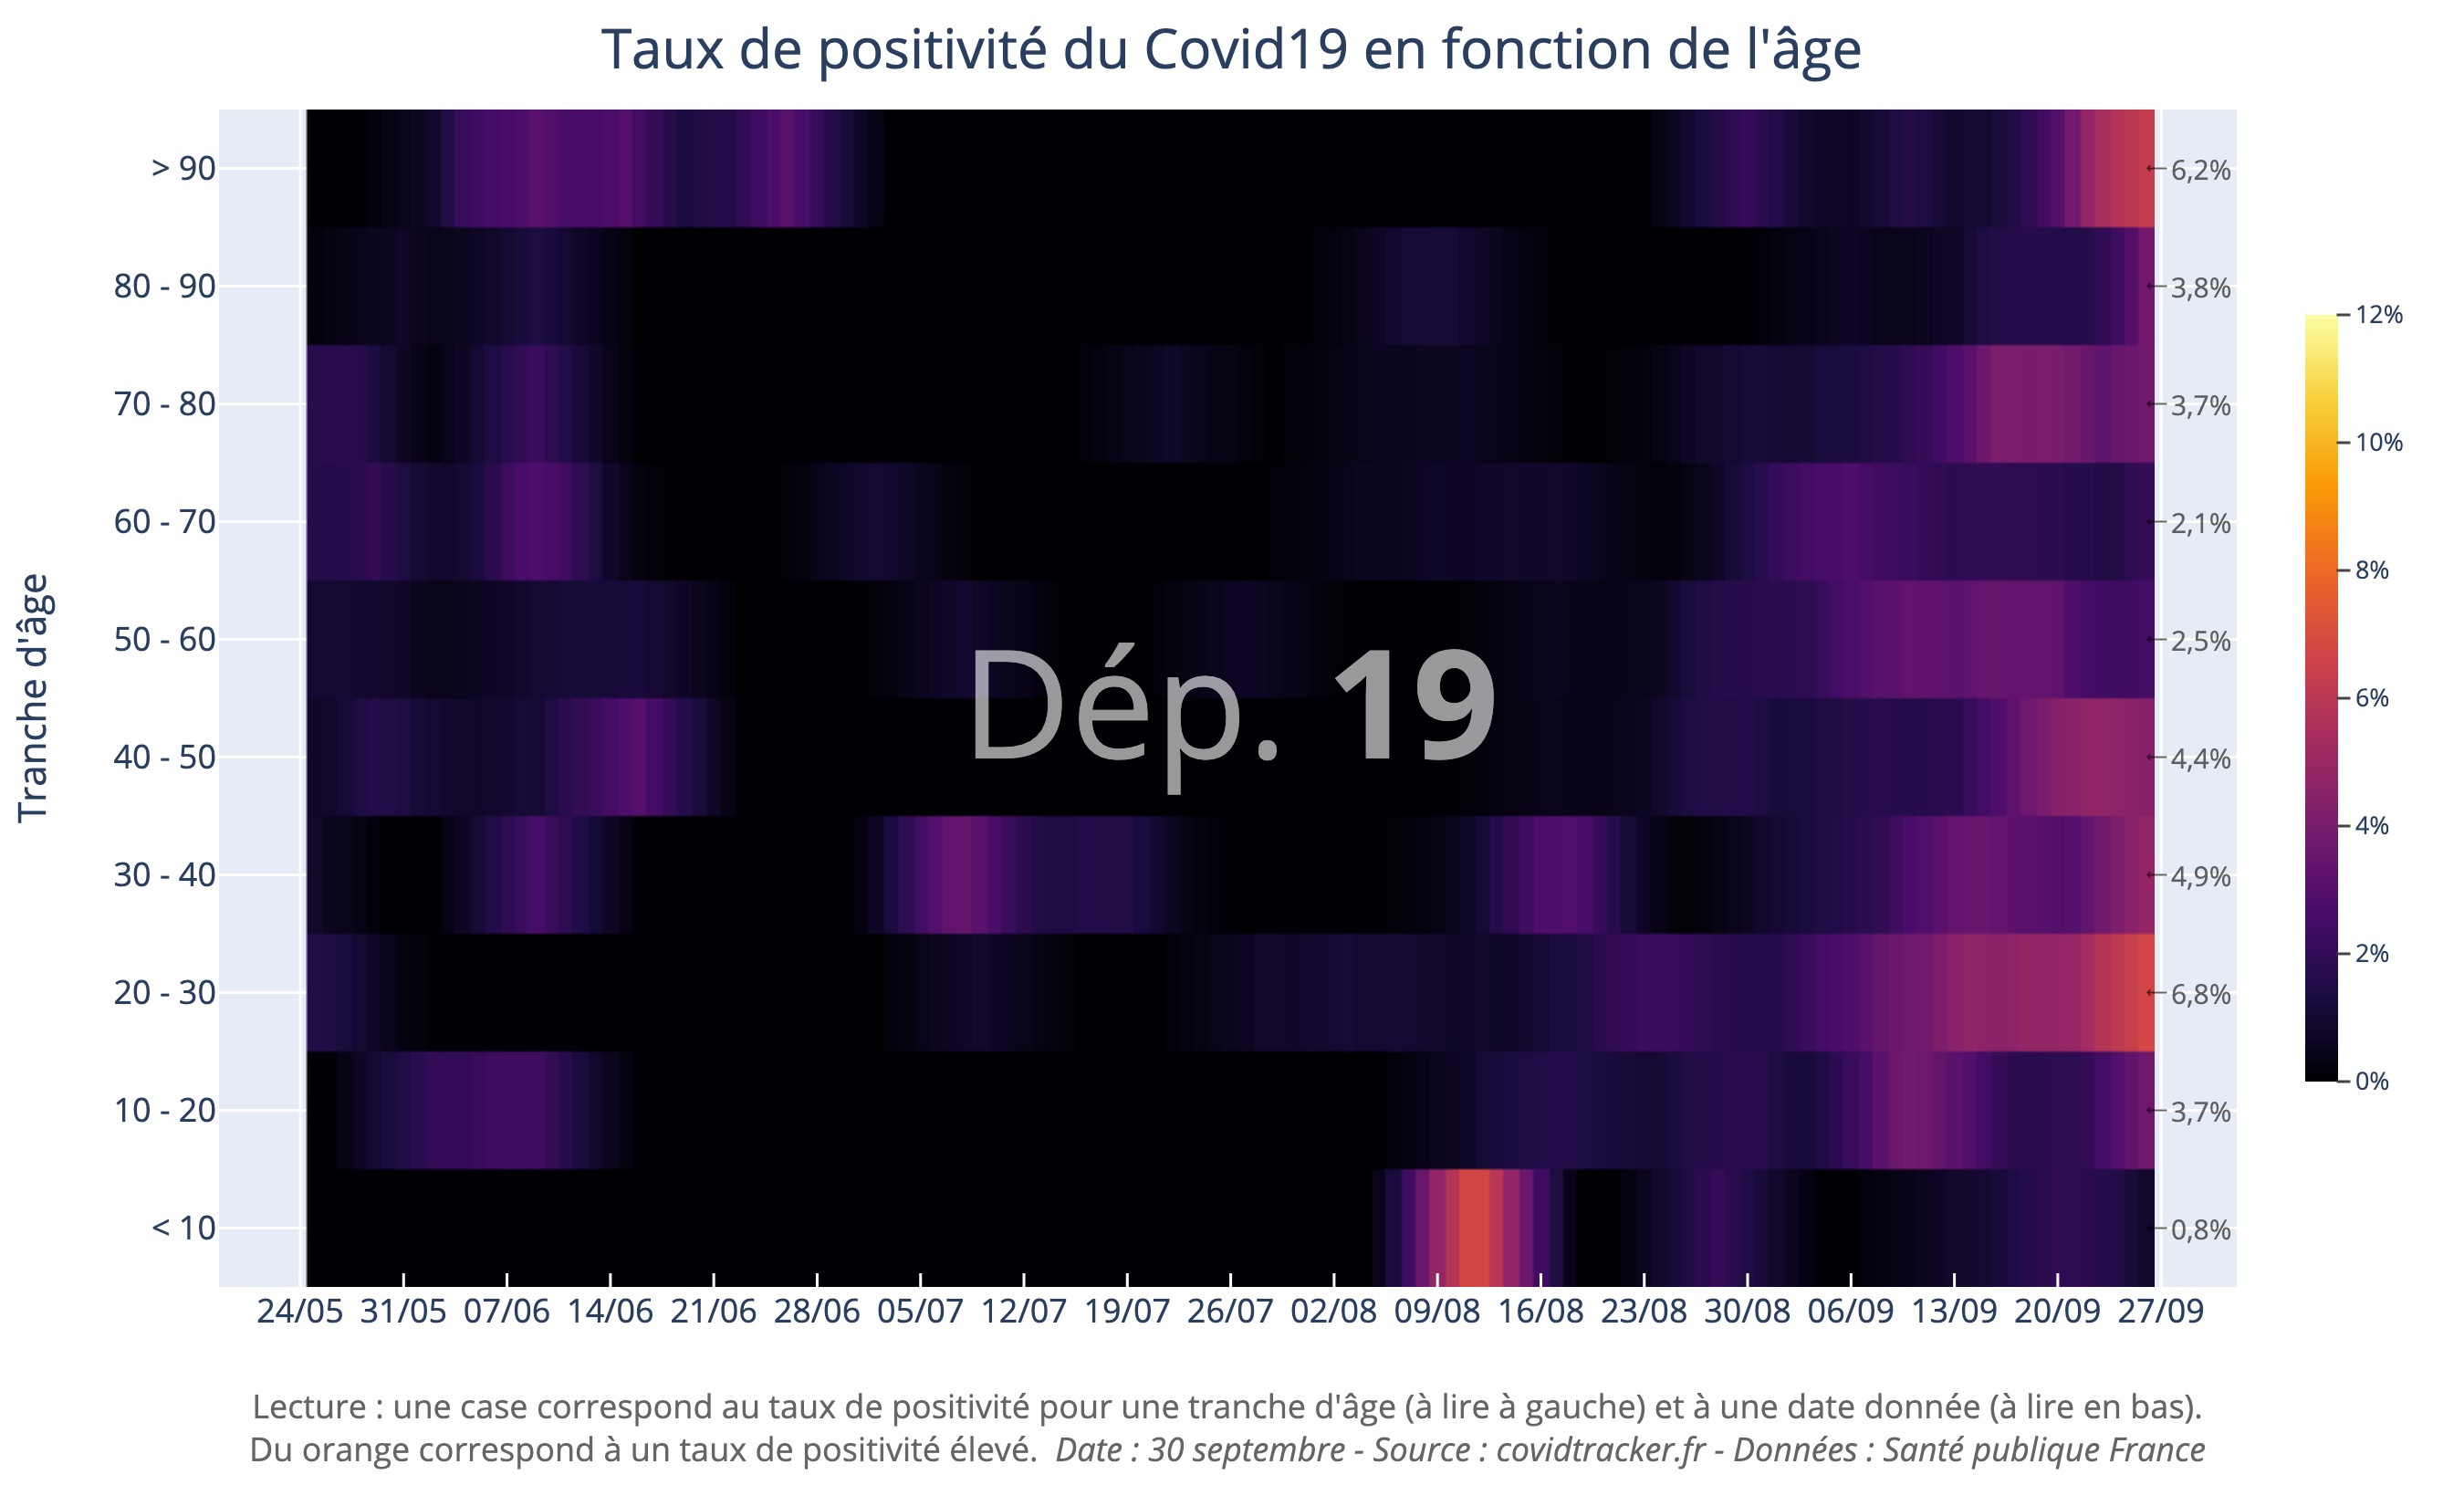 Taux de positivité du Covid19 en fonction de l'âge
Tranche d'âge
> 90
80 - 90
70 - 80
60 - 70
50 - 60
40 - 50
30 - 40
20 - 30
10 - 20
< 10
Dép. 19
6,2%
3,8%
3,7%
2,1%
2,5%
4,4%
4,9%
6,8%
3,7%
0,8%
12%
10%
8%
6%
4%
2%
0%
24/05 31/05 07/06 14/06 21/06 28/06 05/07 12/07 19/07 26/07 02/08 09/08 16/08 23/08 30/08 06/09 13/09 20/09 27/09
Lecture : une case correspond au taux de positivité pour une tranche d'âge (à lire à gauche) et à une date donnée (à lire en bas).
Du orange correspond à un taux de positivité élevé. Date : 30 septembre - Source : covidtracker.fr - Données : Santé publique France